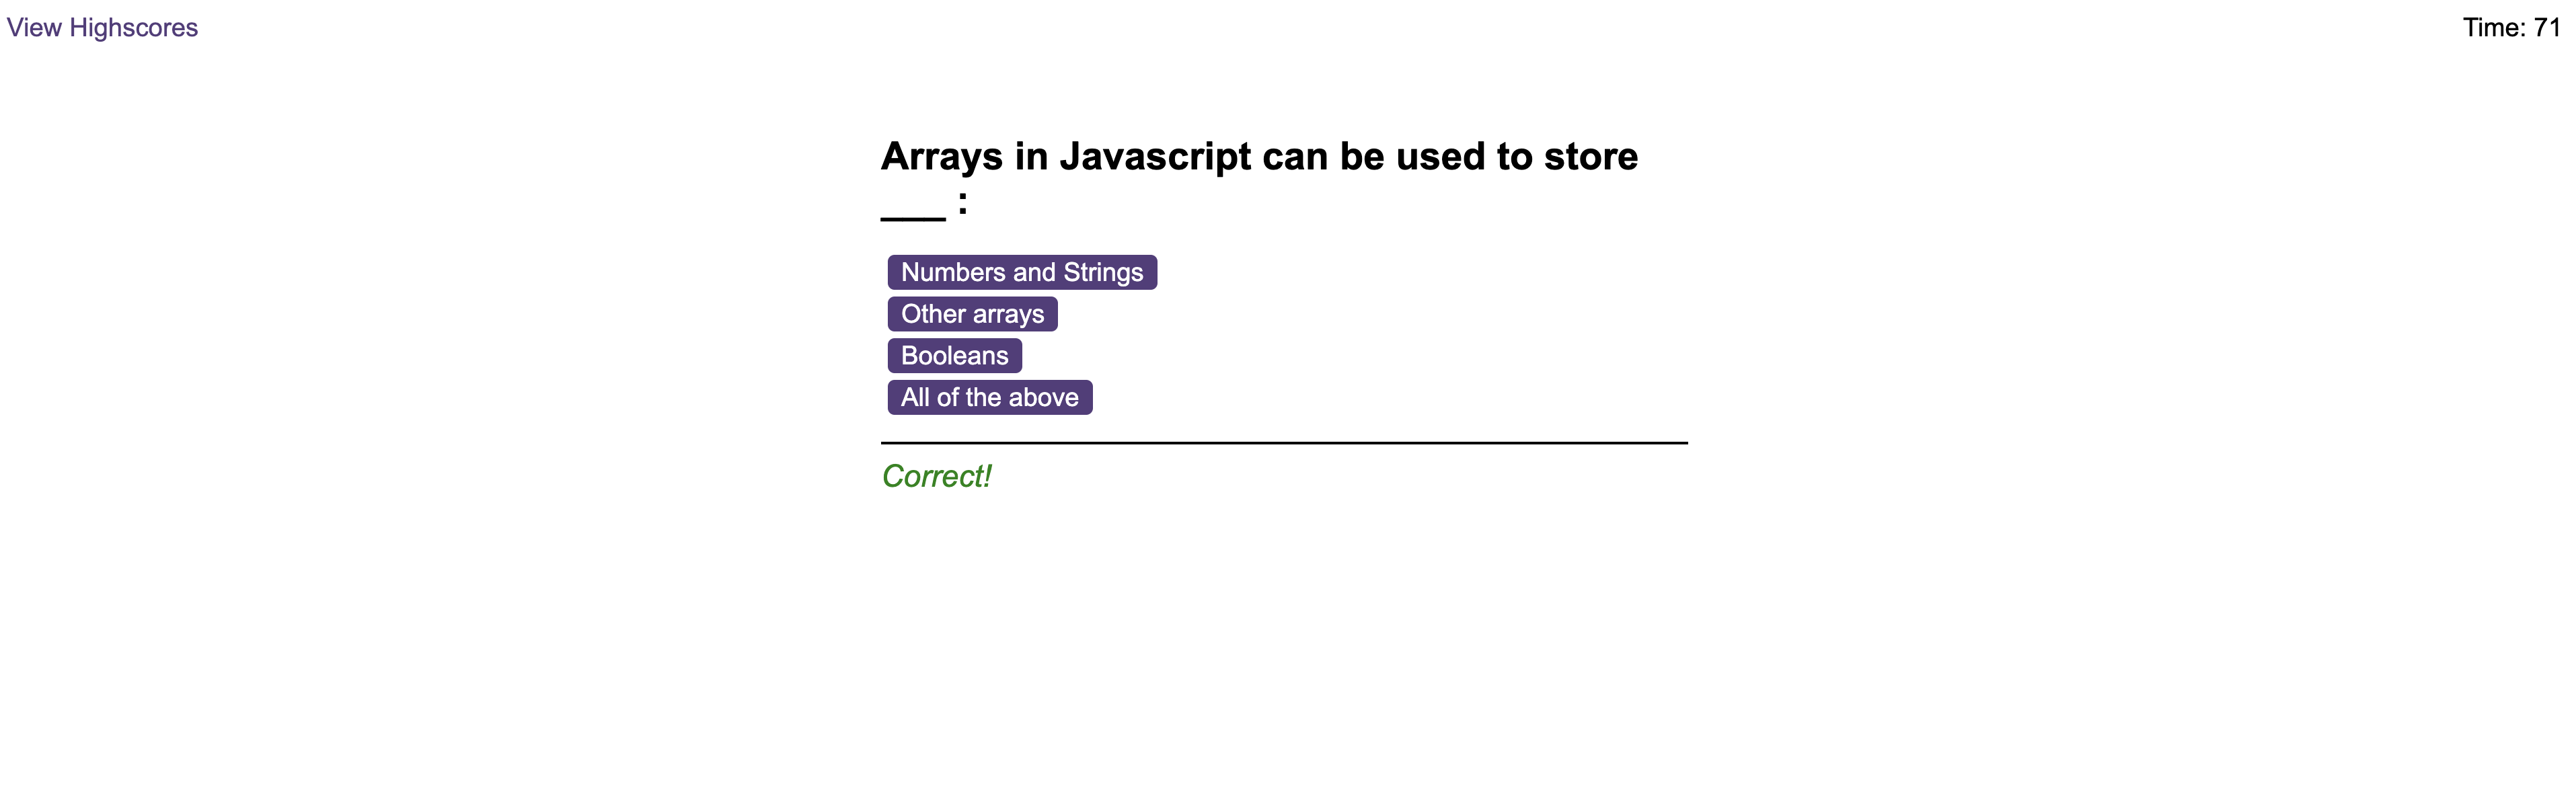 View Highscores
Time: 71
Arrays in Javascript can be used to store
___ :
Numbers and Strings
Other arrays
Booleans
All of the above
Correct!